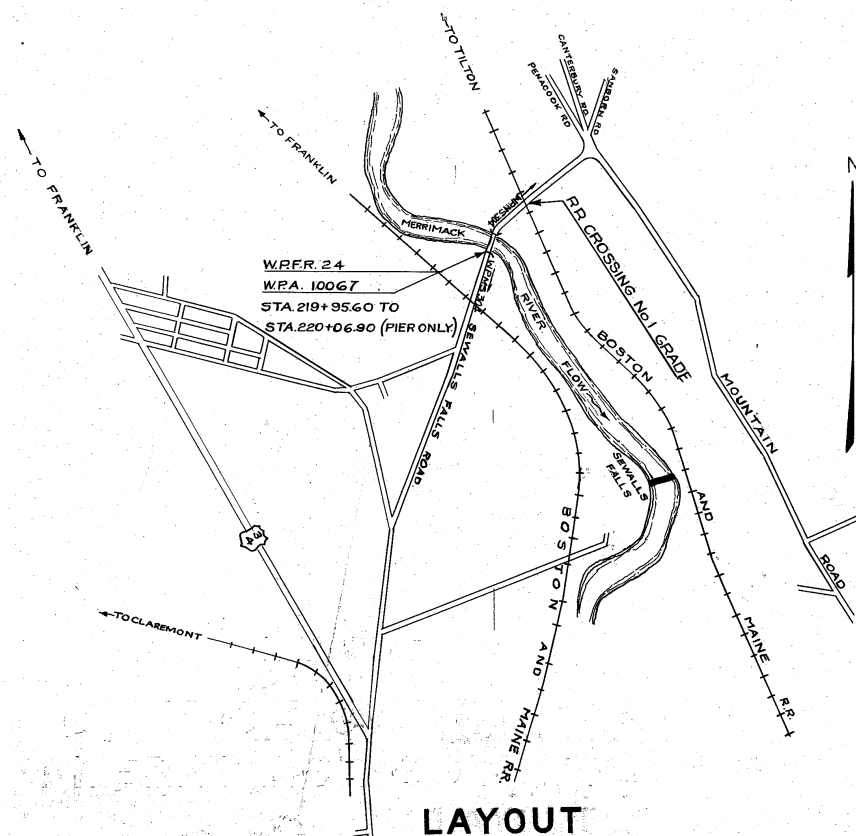 TO TILTON
CANTERBURY RD
PENACOOK RD
SANBORN RD
TO FRANKLIN
TO FRANKLIN
N
MERRIMACK
RIVER
FLOW
RR CROSSING No.1 GRADE
W.P.F.R. 24
W.P.A. 10067
STA. 219+95.60 TO
STA. 220+06.90 (PIER ONLY)
SEWALLS FALLS ROAD
BOSTON
AND
MAINE
R.R.
MOUNTAIN
ROAD
SEWALLS
FALLS
34
BOSTON AND MAINE RR.
TO CLAREMONT
LAYOUT